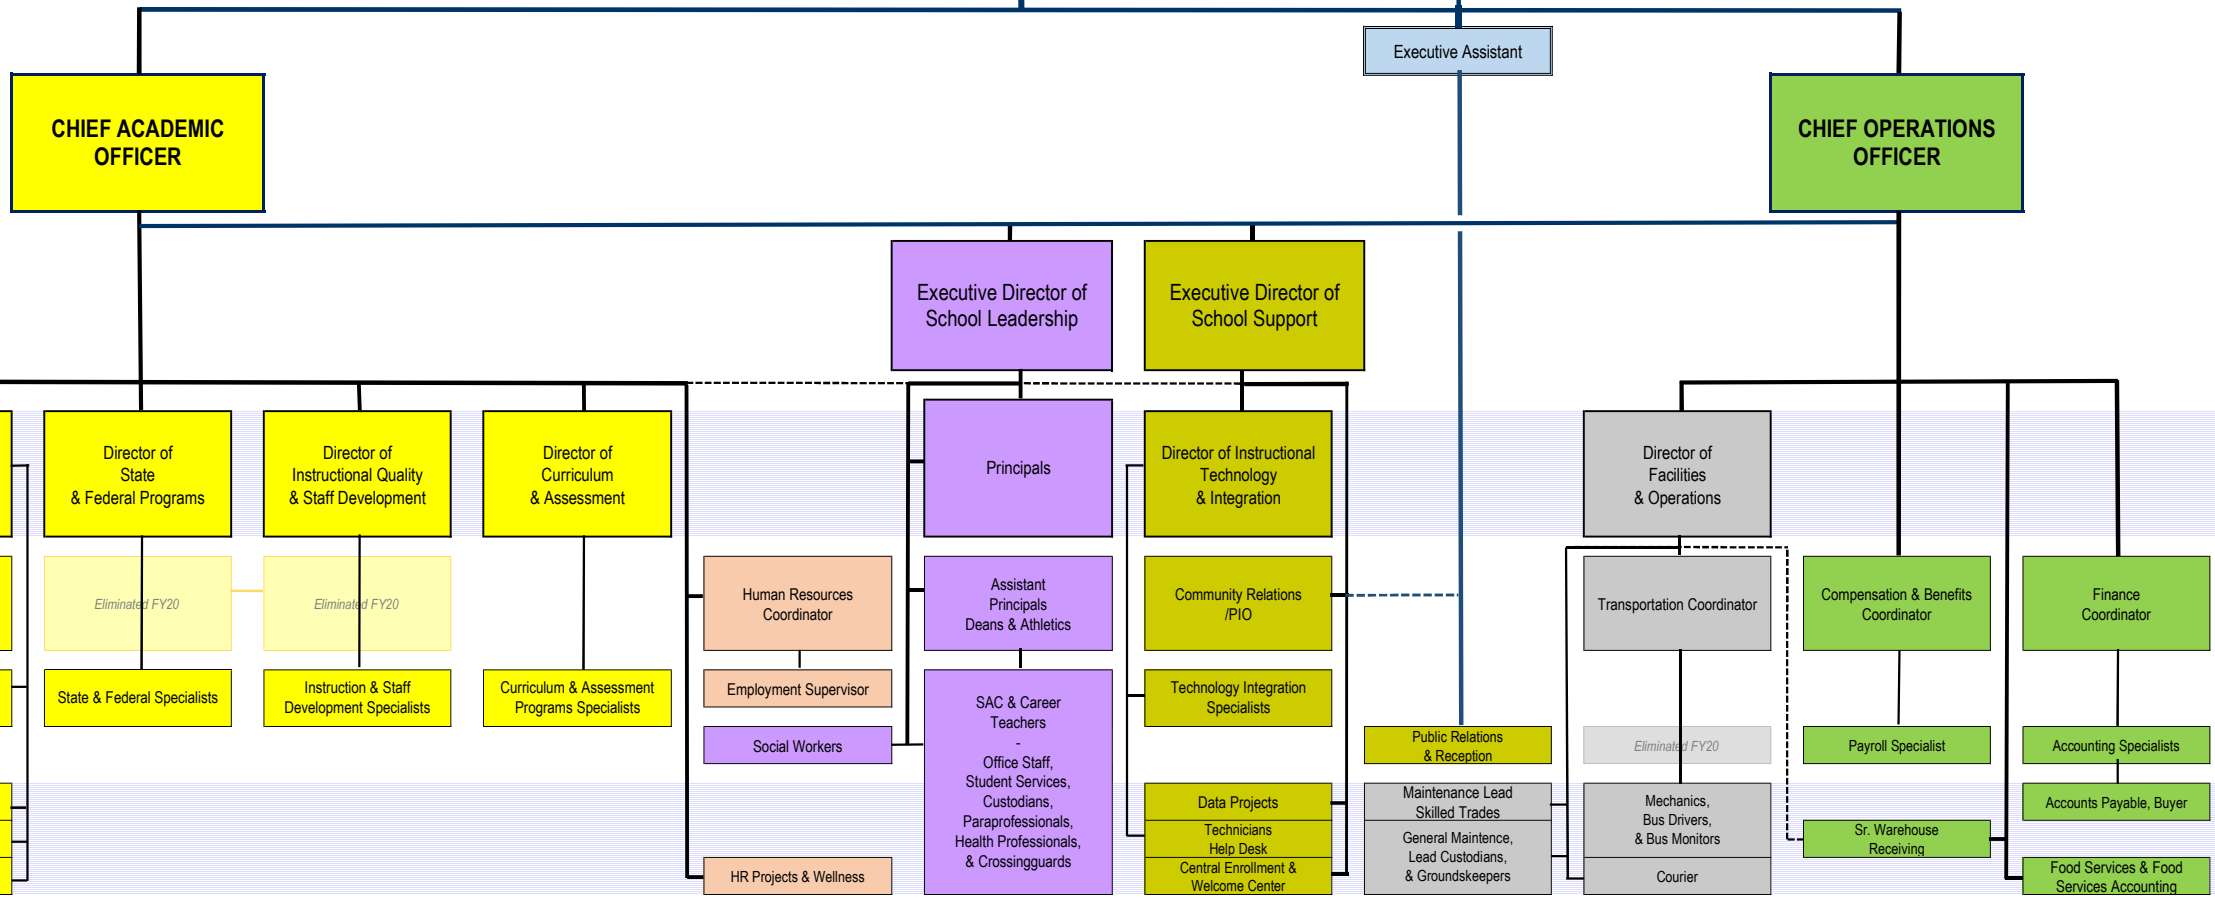 Executive Assistant
CHIEF ACADEMIC
OFFICER
CHIEF OPERATIONS
OFFICER
Executive Director of
School Leadership
Executive Director of
School Support
Director of
State
& Federal Programs
Director of
Instructional Quality
& Staff Development
Director of
Curriculum
& Assessment
Principals
Director of Instructional
Technology
& Integration
Director of
Facilities
& Operations
Eliminated FY20
Eliminated FY20
Human Resources
Coordinator
Assistant
Principals
Deans & Athletics
Community Relations
/PIO
Transportation Coordinator
Compensation & Benefits
Coordinator
Finance
Coordinator
State & Federal Specialists
Instruction & Staff
Development Specialists
Curriculum & Assessment
Programs Specialists
Employment Supervisor
Social Workers
SAC & Career
Teachers
-
Office Staff,
Student Services,
Custodians,
Paraprofessionals,
Health Professionals,
& Crossingguards
Technology Integration
Specialists
Public Relations
& Reception
Eliminated FY20
Payroll Specialist
Accounting Specialists
Data Projects
Technicians
Help Desk
Central Enrollment &
Welcome Center
Maintenance Lead
Skilled Trades
General Maintence,
Lead Custodians,
& Groundskeepers
Mechanics,
Bus Drivers,
& Bus Monitors
Courier
Sr. Warehouse
Receiving
Accounts Payable, Buyer
Food Services & Food
Services Accounting
HR Projects & Wellness